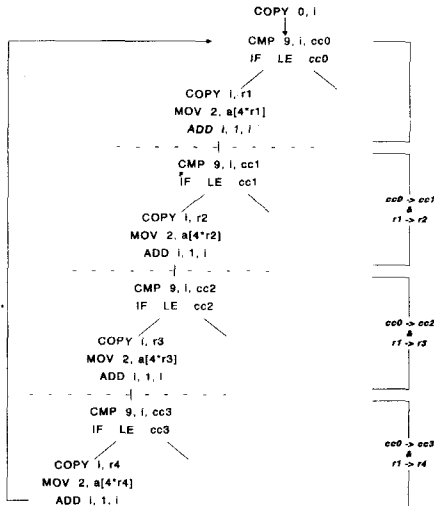 COPY 0, i
CMP 9, i, cc0
IF LE cc0
COPY i, r1
MOV 2, a[4*r1]
ADD i, 1, i
CMP 9, i, cc1
IF LE cc1
cc0 -> cc1
&
r1 -> r2
COPY i, r2
MOV 2, a[4*r2]
ADD i, 1, i
CMP 9, i, cc2
IF LE cc2
cc0 -> cc2
&
r1 -> r3
COPY i, r3
MOV 2, a[4*r3]
ADD i, 1, i
CMP 9, i, cc3
IF LE cc3
cc0 -> cc3
&
r1 -> r4
COPY i, r4
MOV 2, a[4*r4]
ADD i, 1, i